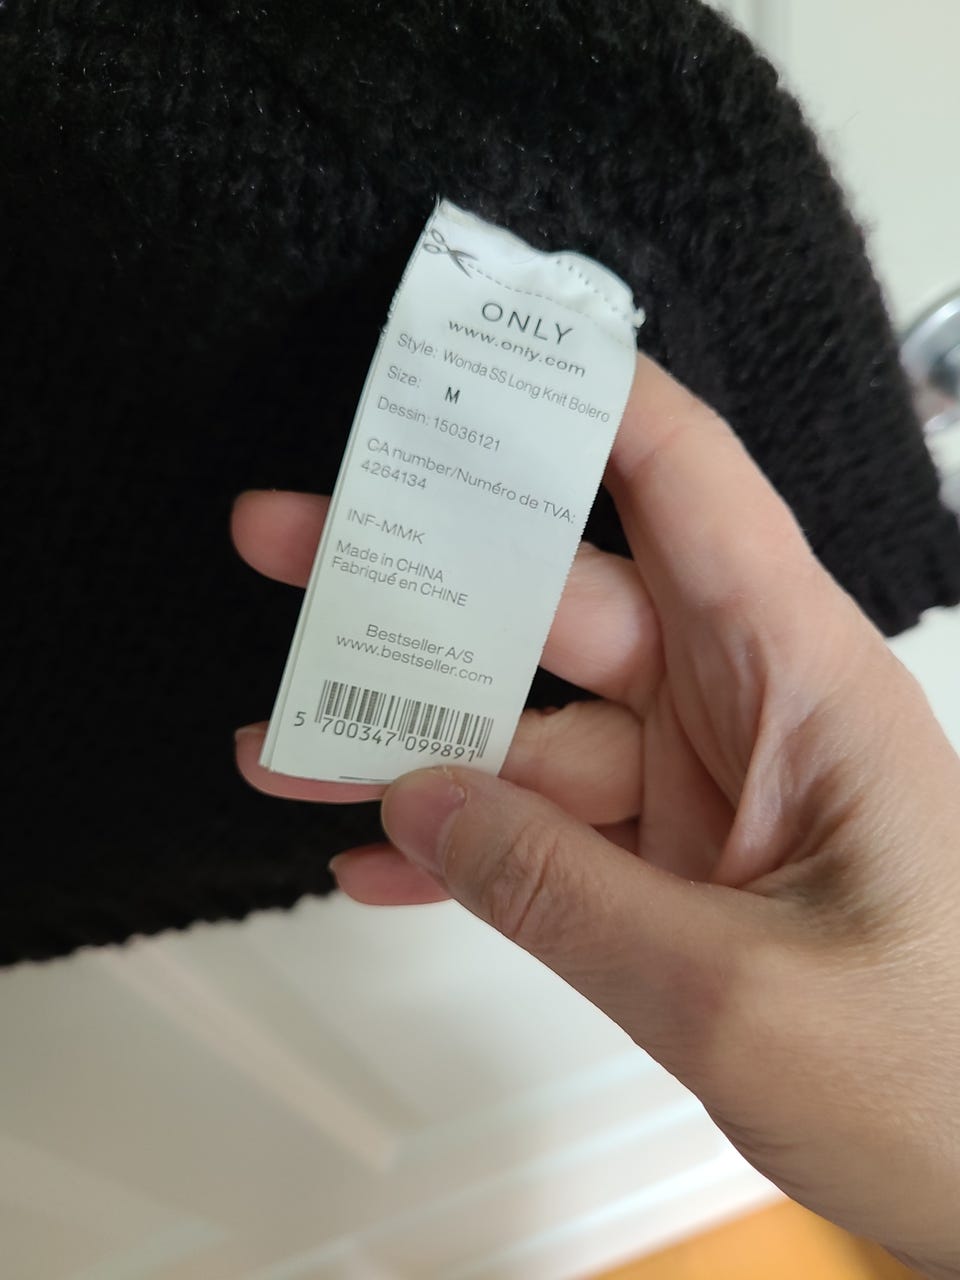 ONLY
www.only.com
Style: Wonda SS Long Knit Bolero
Size: M
Dessin: 15036121
CA number/Numéro de TVA:
4264134
INF-MMK
Made in CHINA
Fabriqué en CHINE
Bestseller A/S
www.bestseller.com
5 700347 099891